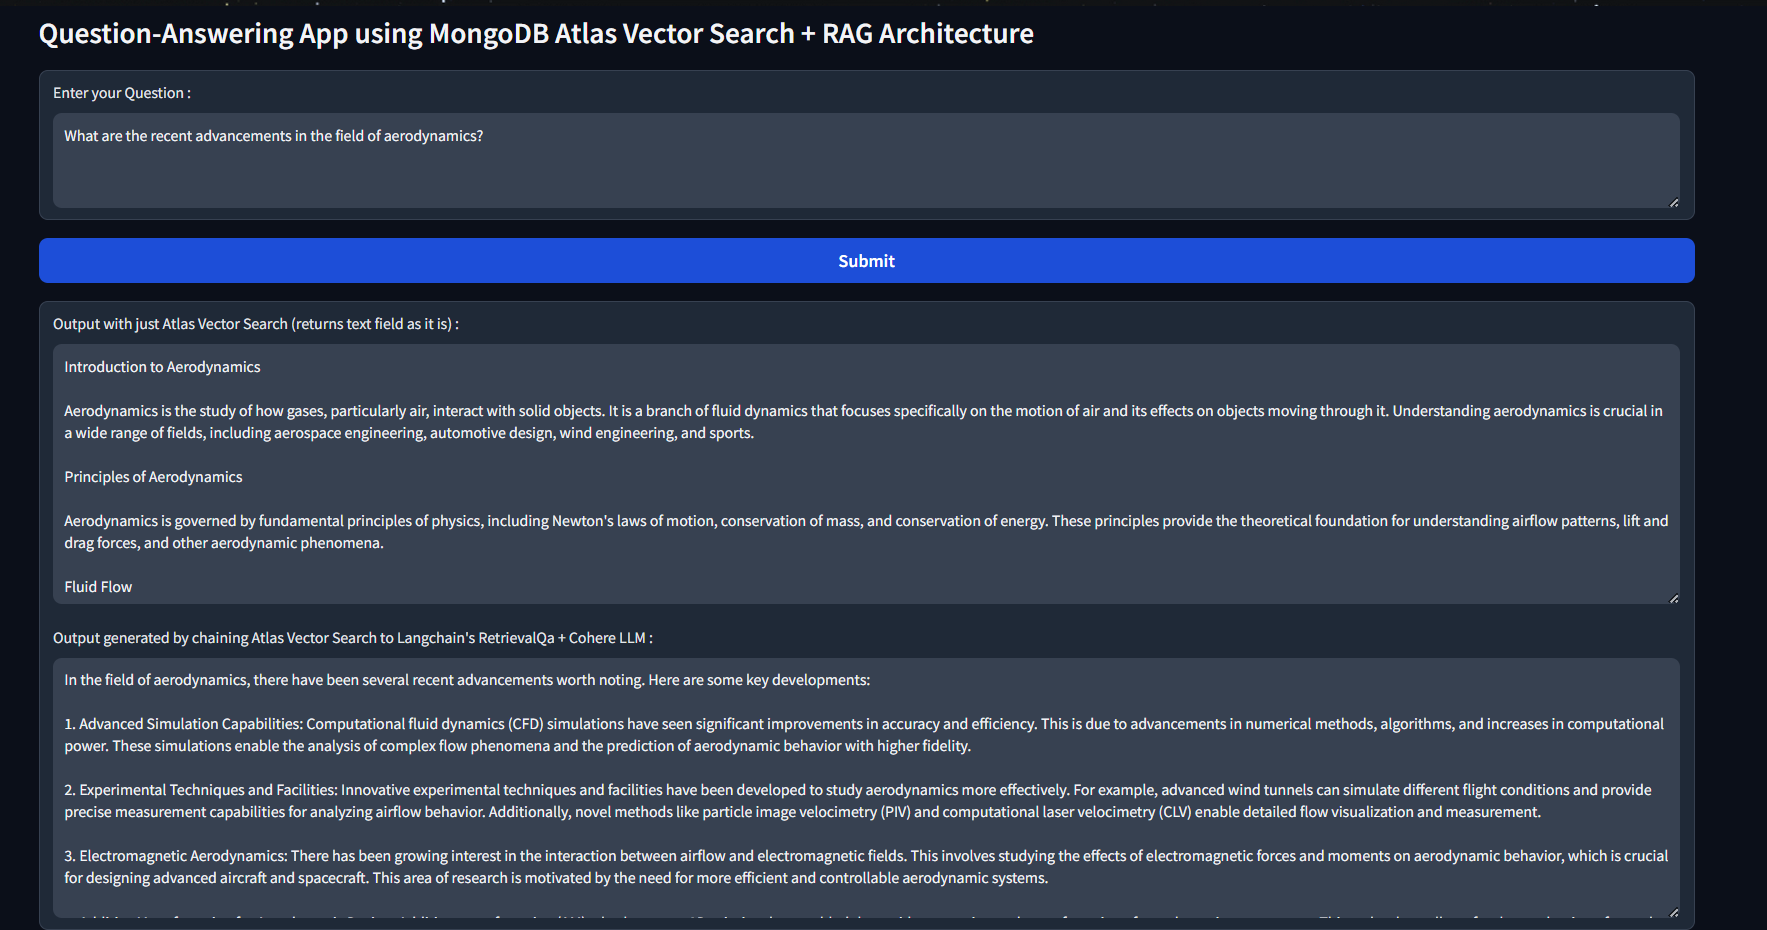 Question-Answering App using MongoDB Atlas Vector Search + RAG Architecture
Enter your Question :
What are the recent advancements in the field of aerodynamics?
Submit
Output with just Atlas Vector Search (returns text field as it is) :
Introduction to Aerodynamics
Aerodynamics is the study of how gases, particularly air, interact with solid objects. It is a branch of fluid dynamics that focuses specifically on the motion of air and its effects on objects moving through it. Understanding aerodynamics is crucial in
a wide range of fields, including aerospace engineering, automotive design, wind engineering, and sports.
Principles of Aerodynamics
Aerodynamics is governed by fundamental principles of physics, including Newton's laws of motion, conservation of mass, and conservation of energy. These principles provide the theoretical foundation for understanding airflow patterns, lift and
drag forces, and other aerodynamic phenomena.
Fluid Flow
Output generated by chaining Atlas Vector Search to Langchain's RetrievalQa + Cohere LLM :
In the field of aerodynamics, there have been several recent advancements worth noting. Here are some key developments:
1. Advanced Simulation Capabilities: Computational fluid dynamics (CFD) simulations have seen significant improvements in accuracy and efficiency. This is due to advancements in numerical methods, algorithms, and increases in computational
power. These simulations enable the analysis of complex flow phenomena and the prediction of aerodynamic behavior with higher fidelity.
2. Experimental Techniques and Facilities: Innovative experimental techniques and facilities have been developed to study aerodynamics more effectively. For example, advanced wind tunnels can simulate different flight conditions and provide
precise measurement capabilities for analyzing airflow behavior. Additionally, novel methods like particle image velocimetry (PIV) and computational laser velocimetry (CLV) enable detailed flow visualization and measurement.
3. Electromagnetic Aerodynamics: There has been growing interest in the interaction between airflow and electromagnetic fields. This involves studying the effects of electromagnetic forces and moments on aerodynamic behavior, which is crucial
for designing advanced aircraft and spacecraft. This area of research is motivated by the need for more efficient and controllable aerodynamic systems.